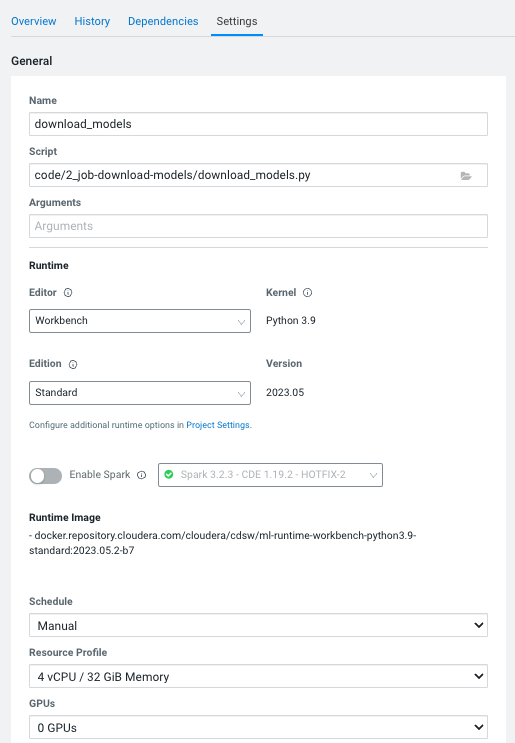 Overview History Dependencies Settings
General
Name
download_models
Script
code/2_job-download-models/download_models.py
Arguments
Arguments
Runtime
Editor Kernel
Workbench Python 3.9
Edition Version
Standard 2023.05
Configure additional runtime options in Project Settings.
Enable Spark Spark 3.2.3 - CDE 1.19.2 - HOTFIX-2
Runtime Image
- docker.repository.cloudera.com/cloudera/cdsw/ml-runtime-workbench-python3.9-
standard:2023.05.2-b7
Schedule
Manual
Resource Profile
4 vCPU / 32 GiB Memory
GPUs
0 GPUs